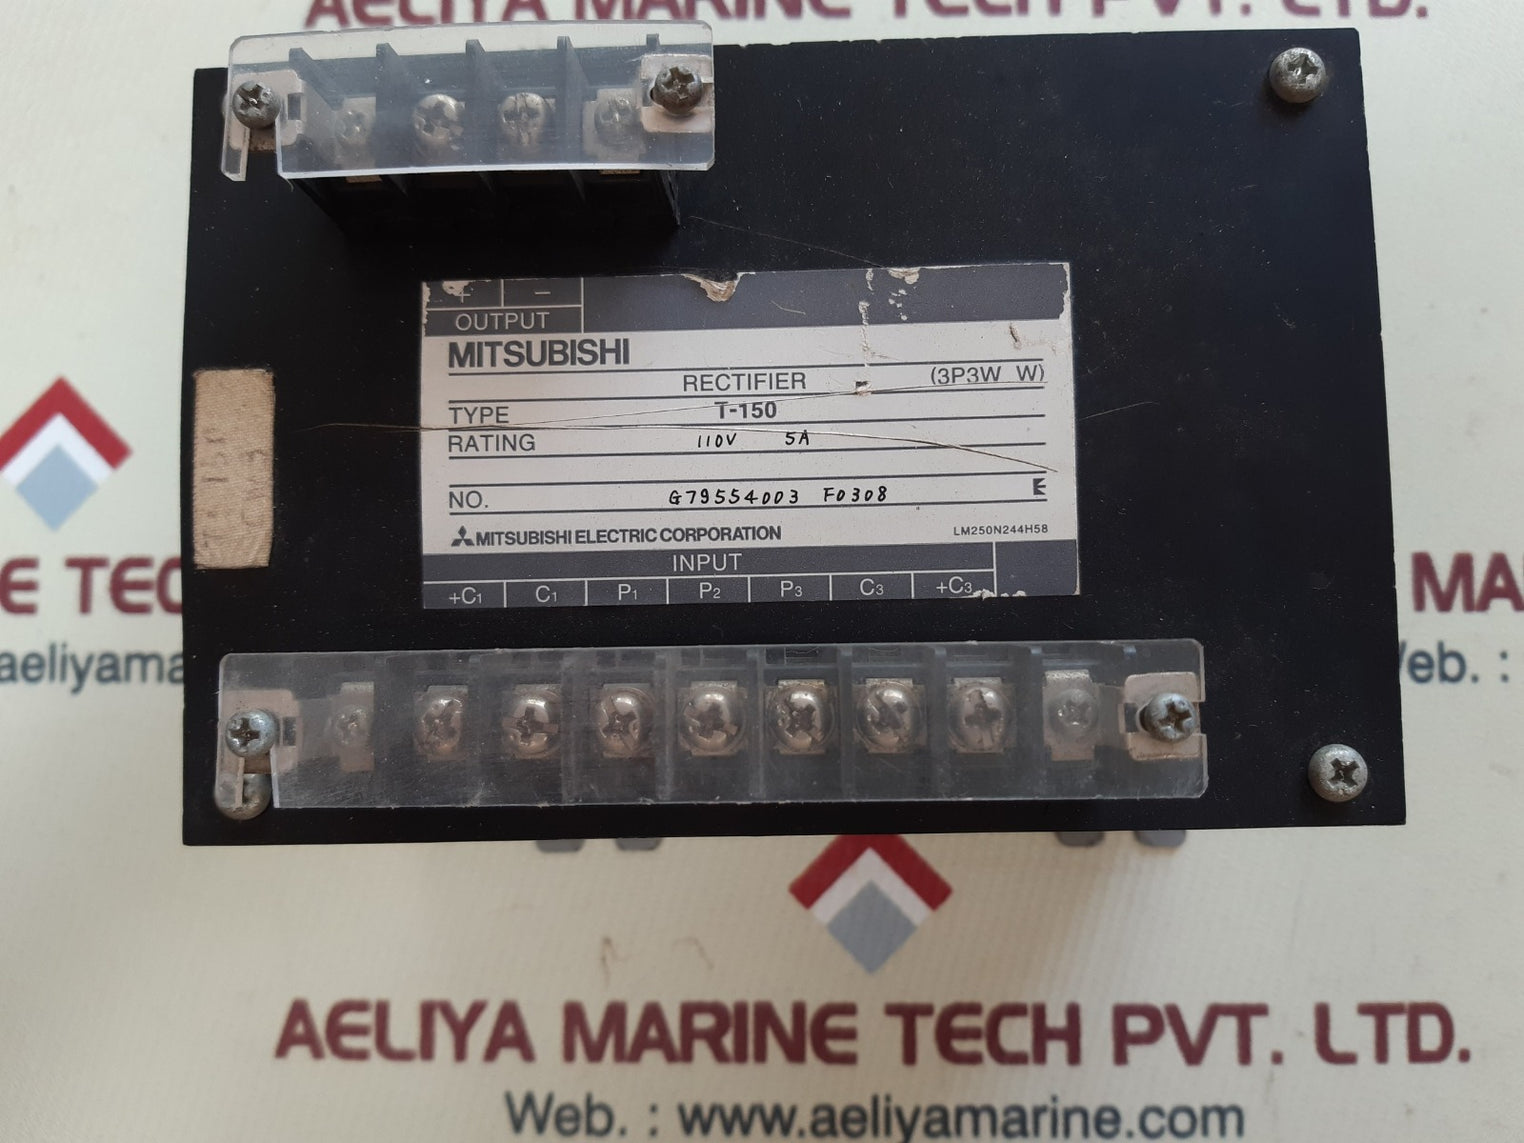 AELIYA MARINE TECH PVT. LTD.
+ −
OUTPUT
MITSUBISHI
RECTIFIER (3P3W W)
TYPE T-150
RATING 110V 5A
NO. G79554003 F0308
E
MITSUBISHI ELECTRIC CORPORATION LM250N244H58
INPUT
+C1 C1 P1 P2 P3 C3 +C3
E TEC
MA
aeliyama
eb. :
AELIYA MARINE TECH PVT. LTD.
Web. : www.aeliyamarine.com